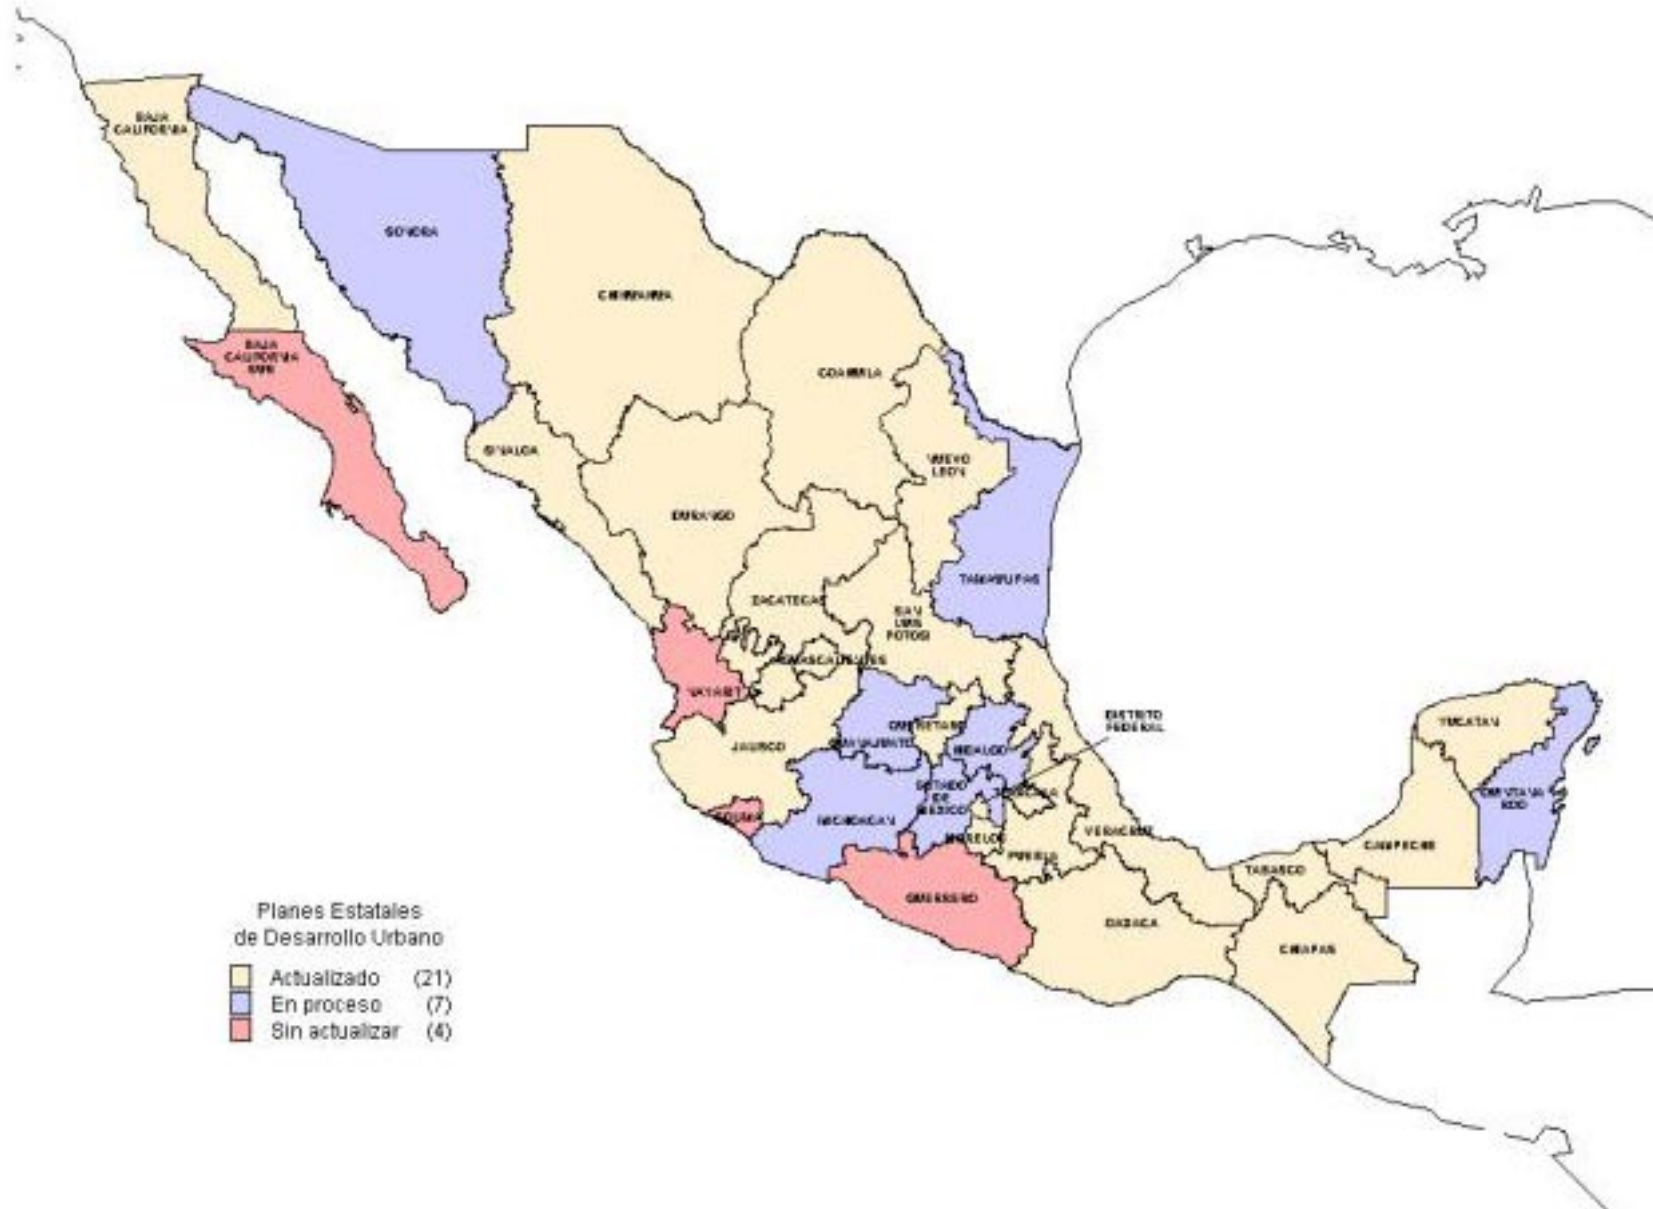 BAJA
CALIFORNIA
SONORA
CHIHUAHUA
BAJA
CALIFORNIA
SUR
COAHUILA
SINALOA
NUEVO
LEON
DURANGO
TAMAULIPAS
ZACATECAS
SAN
LUIS
POTOSI
AGUASCALIENTES
NAYARIT
DISTRITO
FEDERAL
YUCATAN
QUERETARO
JALISCO
GUANAJUATO
HIDALGO
ESTADO
DE
MEXICO
TLAXCALA
QUINTANA
ROO
COLIMA
MICHOACAN
MORELOS
VERACRUZ
CAMPECHE
PUEBLA
TABASCO
GUERRERO
OAXACA
CHIAPAS
Planes Estatales
de Desarrollo Urbano
Actualizado (21)
En proceso (7)
Sin actualizar (4)